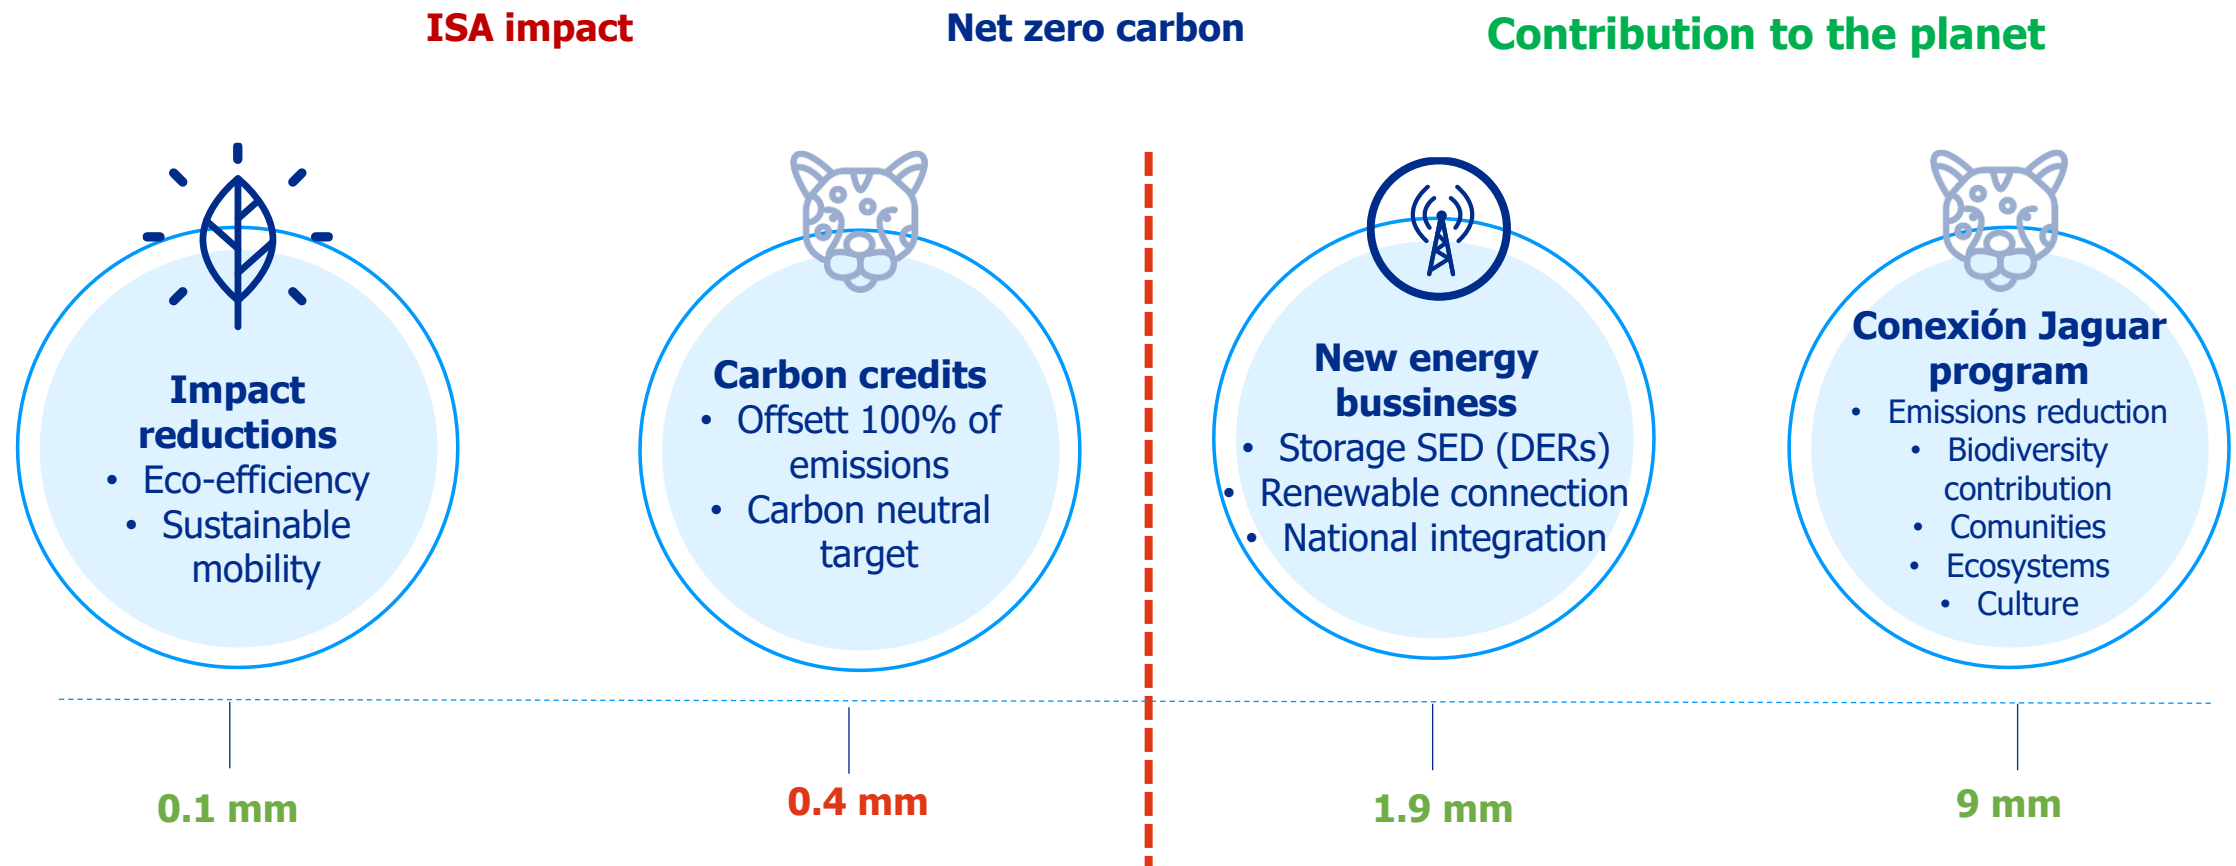 ISA impact
Net zero carbon
Contribution to the planet
Impact
reductions
• Eco-efficiency
• Sustainable
mobility
Carbon credits
• Offsett 100% of
emissions
• Carbon neutral
target
New energy
bussiness
• Storage SED (DERs)
• Renewable connection
• National integration
Conexión Jaguar
program
• Emissions reduction
• Biodiversity
contribution
• Comunities
• Ecosystems
• Culture
0.1 mm
0.4 mm
1.9 mm
9 mm